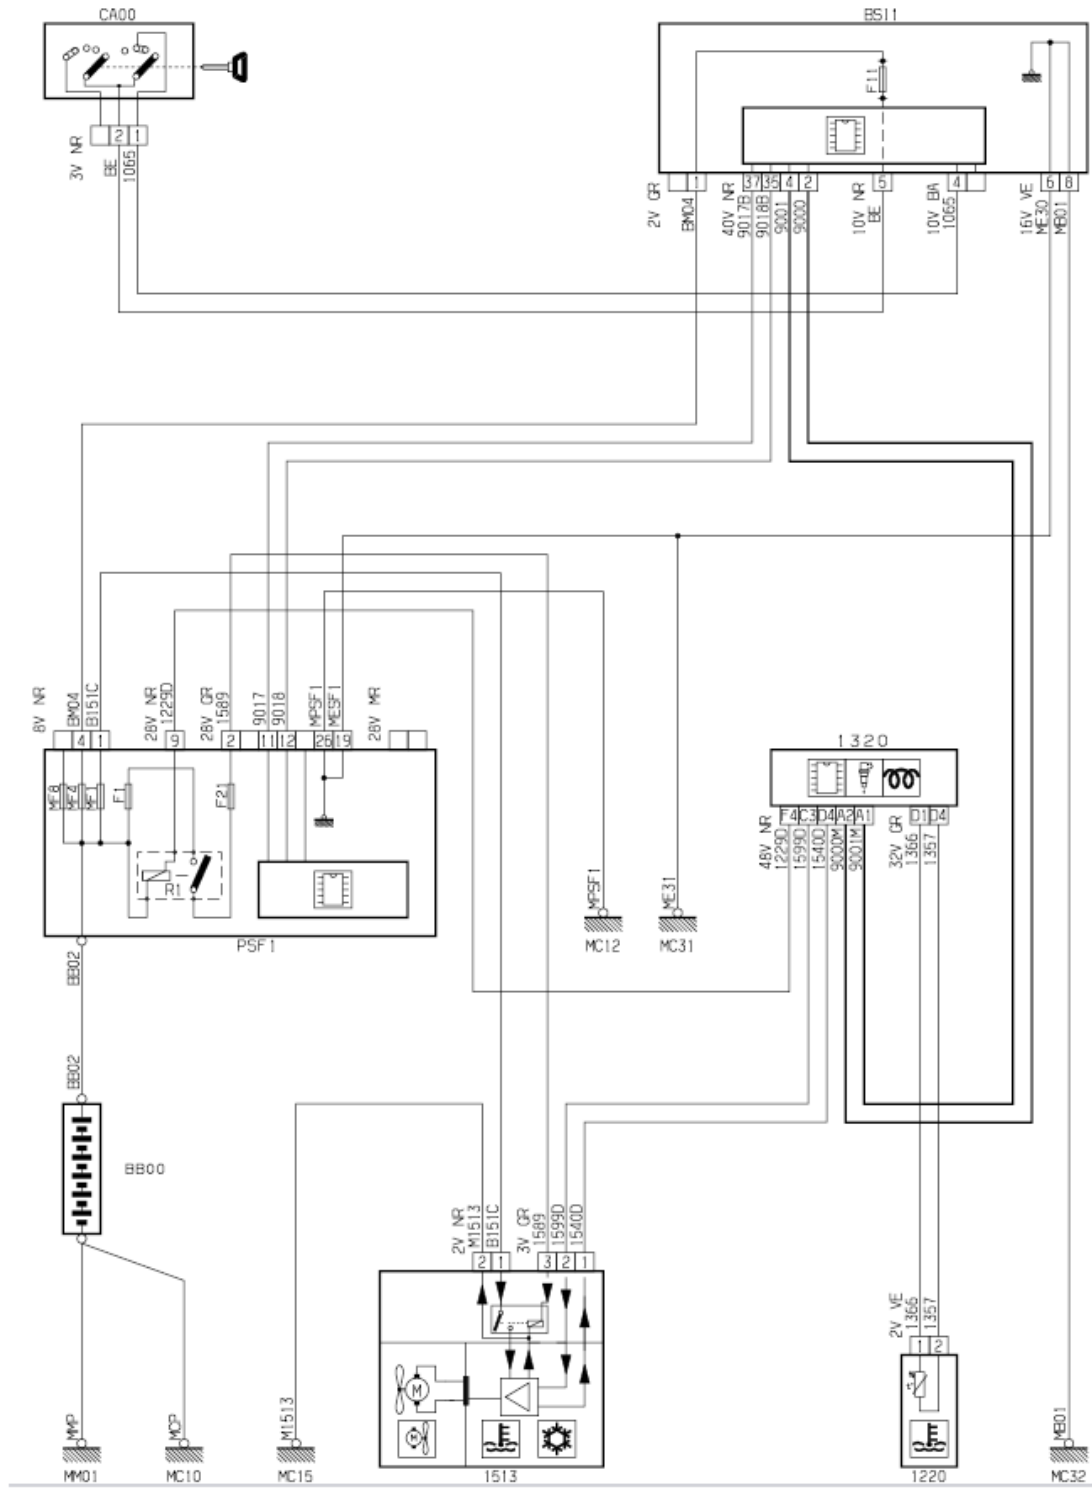 CA00
BSI1
F11
3V NR
2 1
BE
1065
2V GR
1
BM04
40V NR
37 35 4 2
9017B
9018B
9001
9000
10V NR
5
BE
10V BA
4
1065
16V VE
6 8
ME30
MB01
8V NR
4 1
BM04
B151C
28V NR
9
1229D
28V GR
2
1589
11 12
9017
9018
26 19
MPSF1
MESF1
28V MR
MF8
MF4
MF1
F1
F21
R1
PSF1
1320
48V NR
F4 C3 D4 A2 A1
1229D
1599D
1540D
9000M
9001M
32V GR
D1 D4
1366
1357
MPSF1
MC12
ME31
MC31
BB02
BB02
BB00
2V NR
2 1
M1513
B151C
3V GR
3 2 1
1589
1599D
1540D
M
M
1513
2V VE
1 2
1366
1357
1220
MMP
MM01
MCP
MC10
M1513
MC15
MB01
MC32